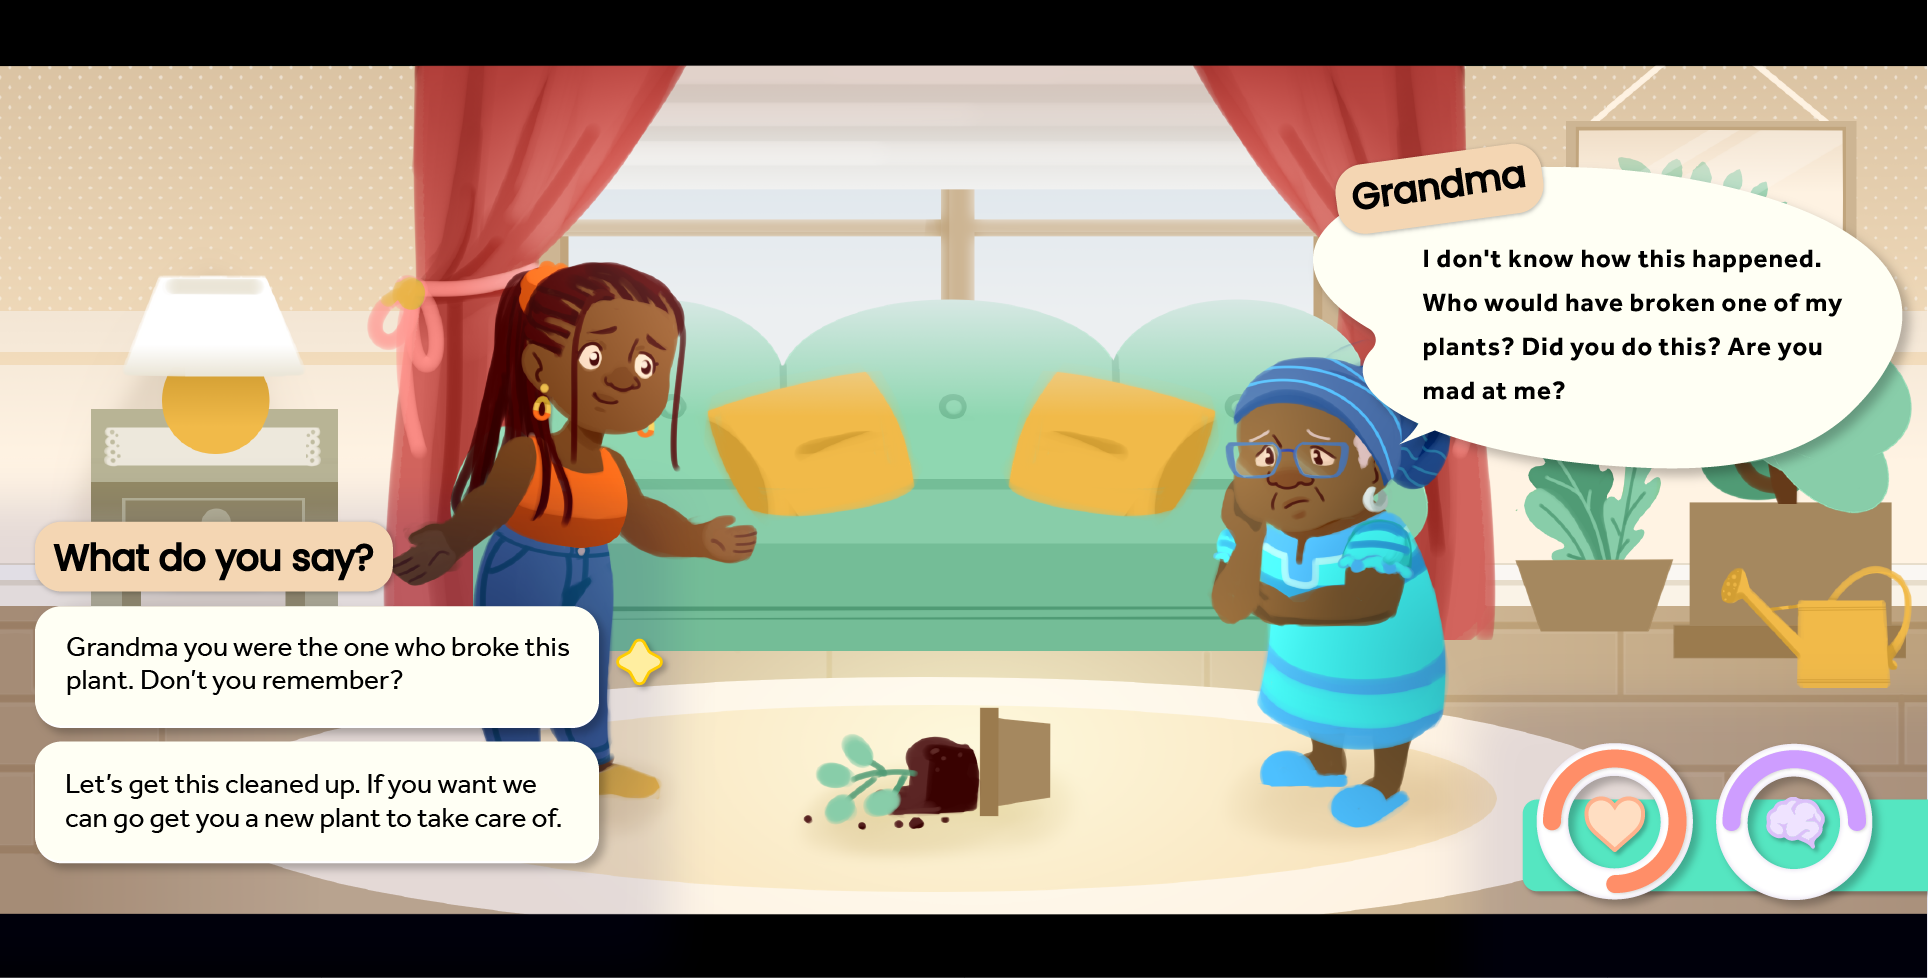 Grandma
I don't know how this happened.
Who would have broken one of my
plants? Did you do this? Are you
mad at me?
What do you say?
Grandma you were the one who broke this
plant. Don't you remember?
Let's get this cleaned up. If you want we
can go get you a new plant to take care of.